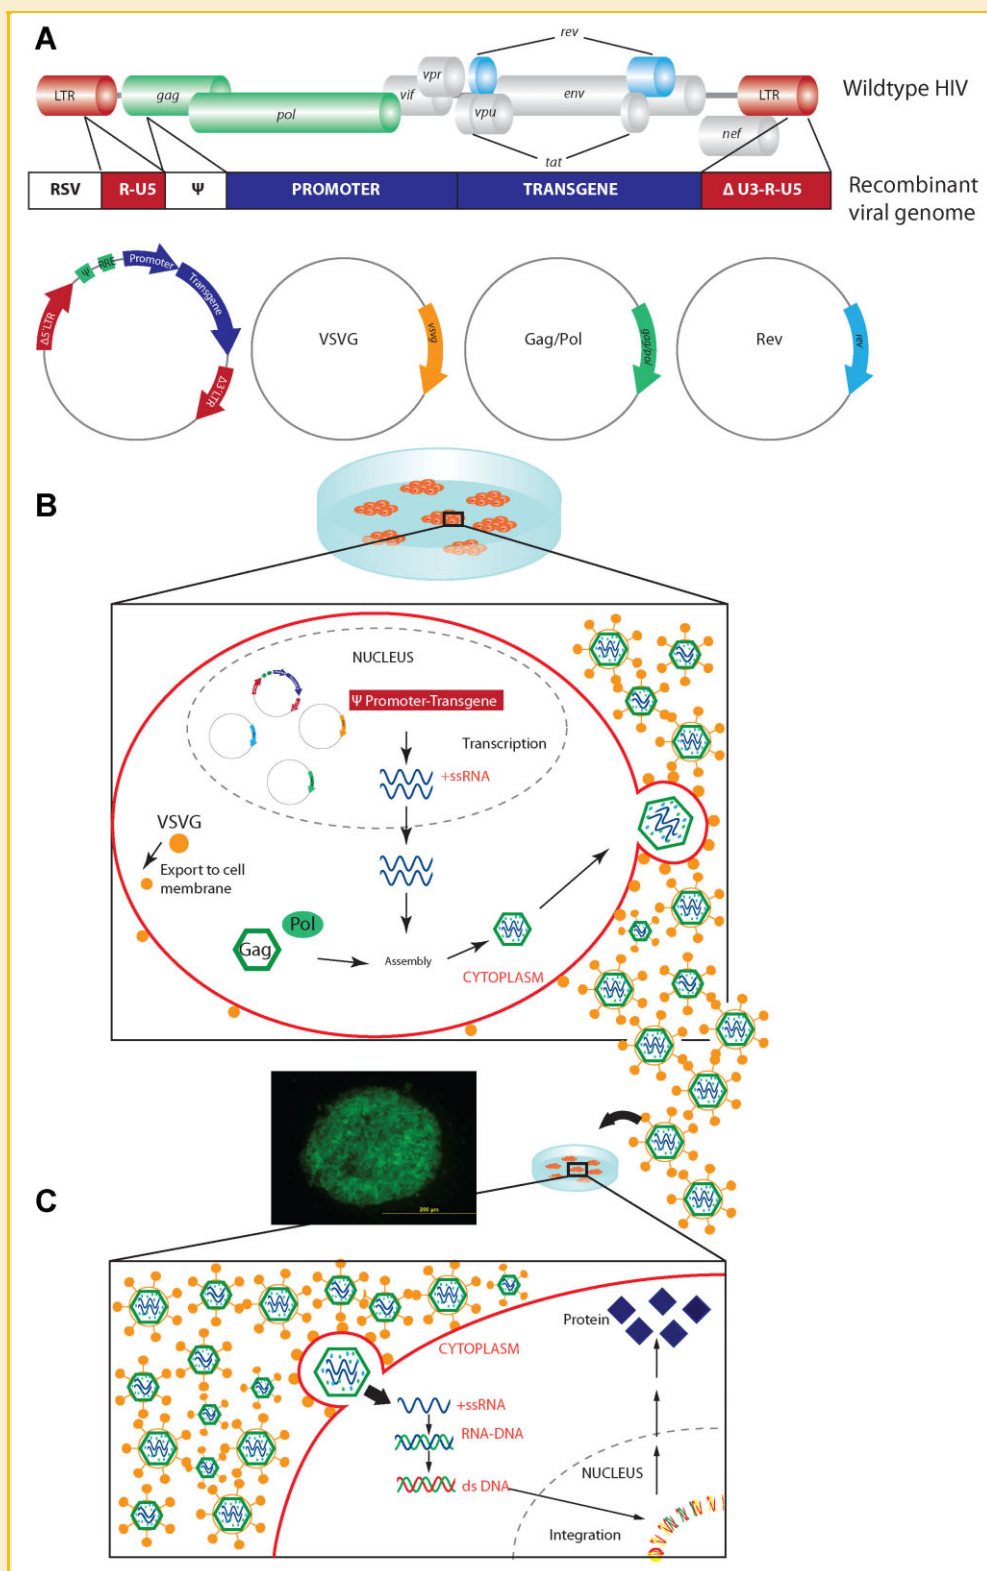 A
rev
LTR
gag
pol
vif
vpr
vpu
env
tat
LTR
nef
Wildtype HIV
RSV
R-U5
Ψ
PROMOTER
TRANSGENE
Δ U3-R-U5
Recombinant
viral genome
Δ5'LTR
Ψ
RRE
Promoter
Transgene
Δ3'LTR
VSVG
vsvg
Gag/Pol
gag/pol
Rev
rev
B
NUCLEUS
Ψ Promoter-Transgene
Transcription
+ssRNA
VSVG
Export to cell
membrane
Pol
Gag
Assembly
CYTOPLASM
200 µm
C
CYTOPLASM
Protein
+ssRNA
RNA-DNA
ds DNA
NUCLEUS
Integration